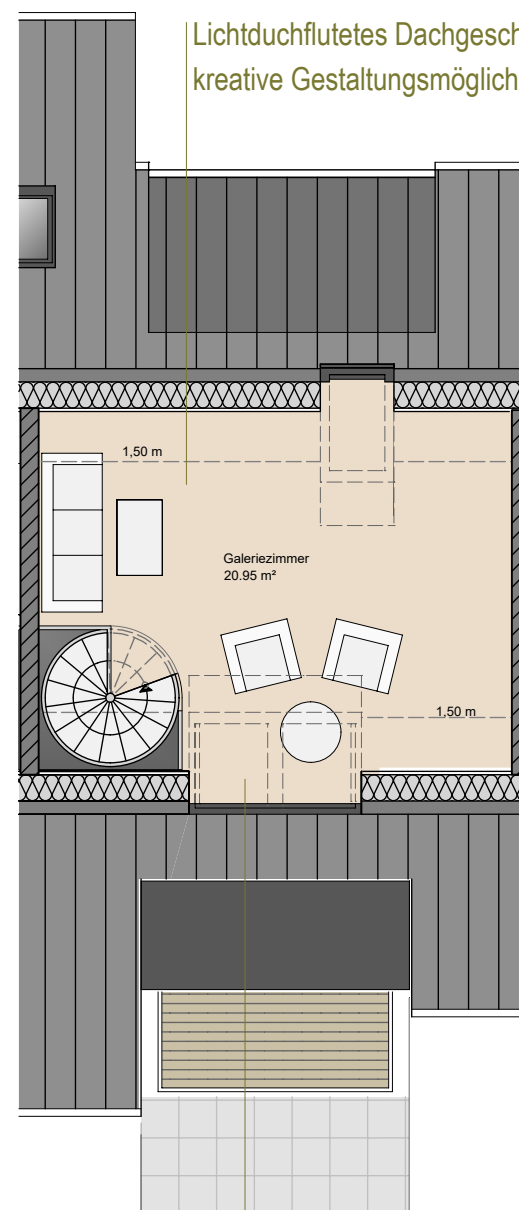 Lichtduchflutetes Dachgesch
kreative Gestaltungsmöglich
1,50 m
Galeriezimmer
20.95 m²
1,50 m